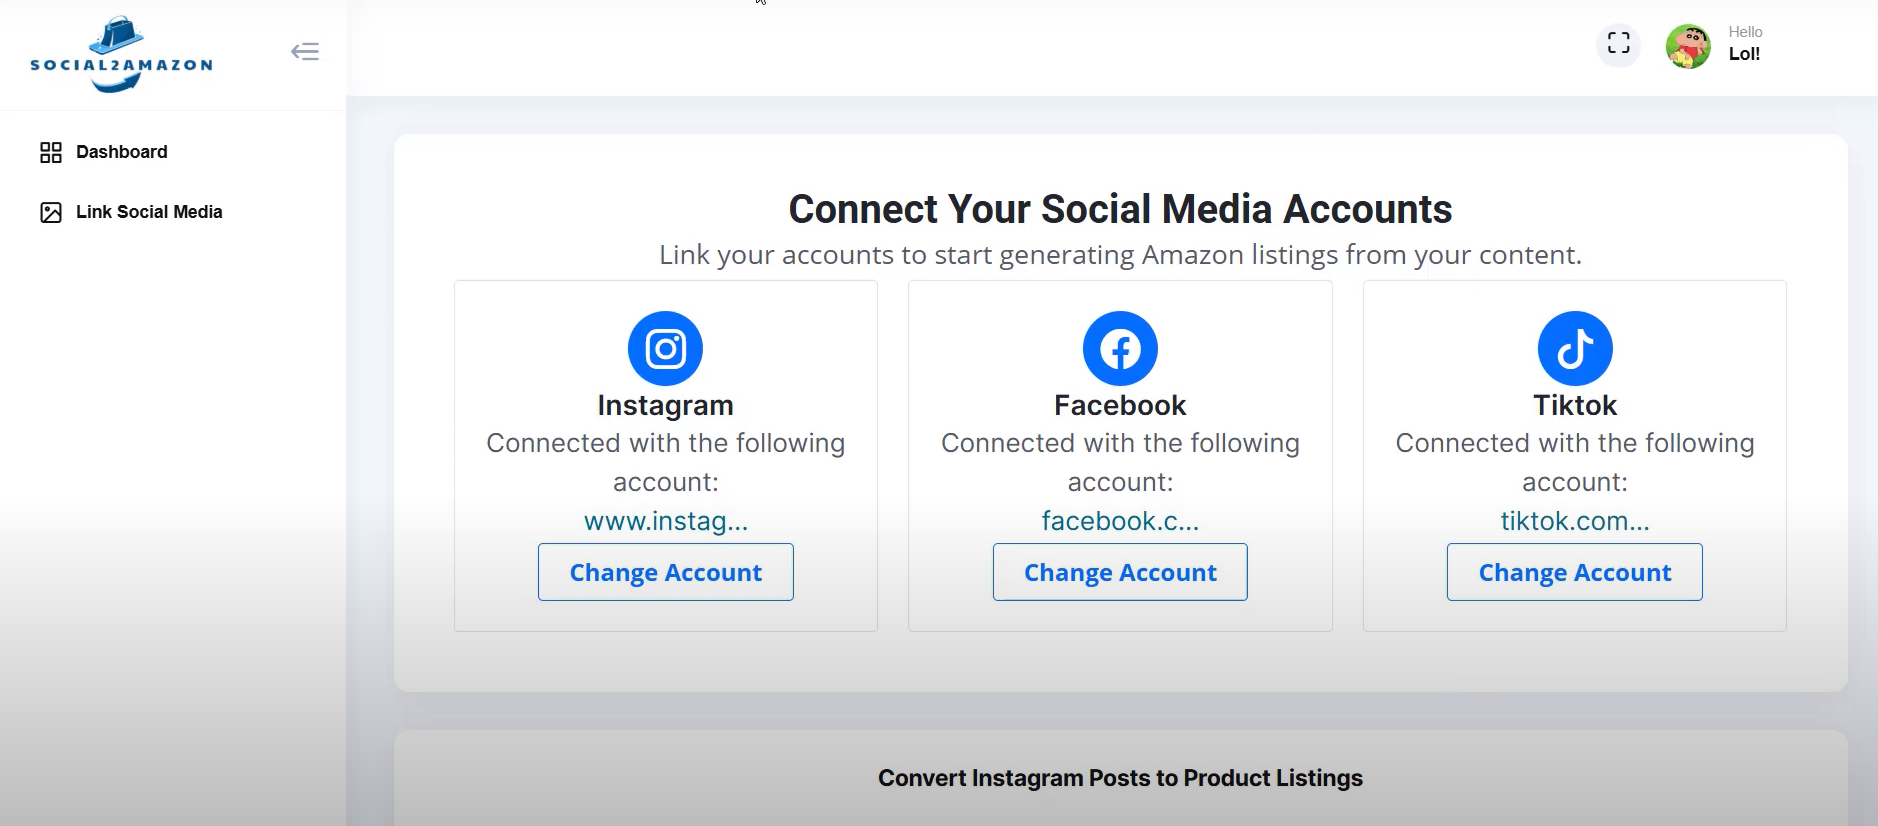 SOCIAL2AMAZON
Hello
Lol!
Dashboard
Link Social Media
Connect Your Social Media Accounts
Link your accounts to start generating Amazon listings from your content.
Instagram
Connected with the following
account:
www.instag...
Change Account
Facebook
Connected with the following
account:
facebook.c...
Change Account
Tiktok
Connected with the following
account:
tiktok.com...
Change Account
Convert Instagram Posts to Product Listings